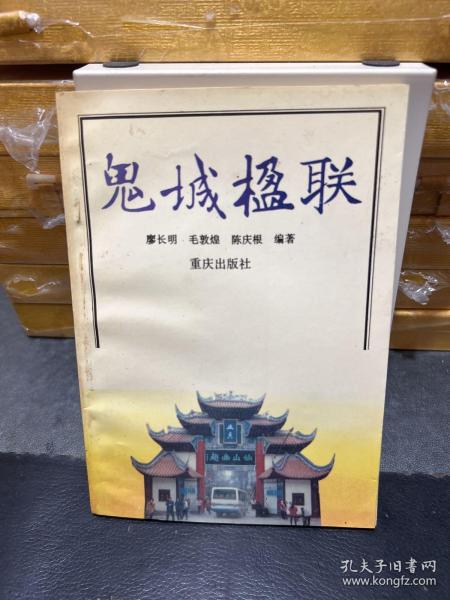 鬼城楹联
廖长明 毛敦煌 陈庆根 编著
重庆出版社
孔夫子旧书网
www.kongfz.com